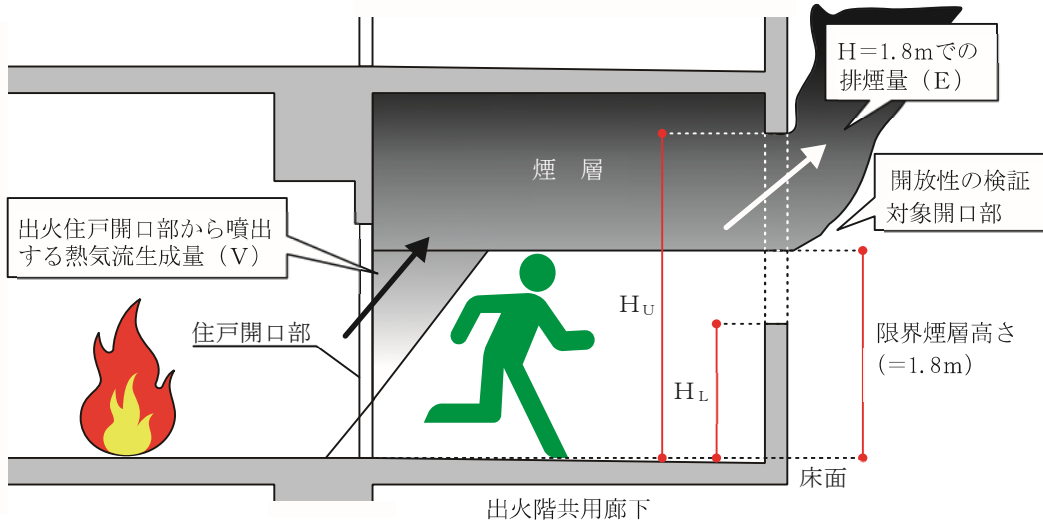 H＝1.8mでの
排煙量（E）
煙　層
開放性の検証
対象開口部
出火住戸開口部から噴出
する熱気流生成量（V）
住戸開口部
HU
HL
限界煙層高さ
(＝1.8m)
床面
出火階共用廊下